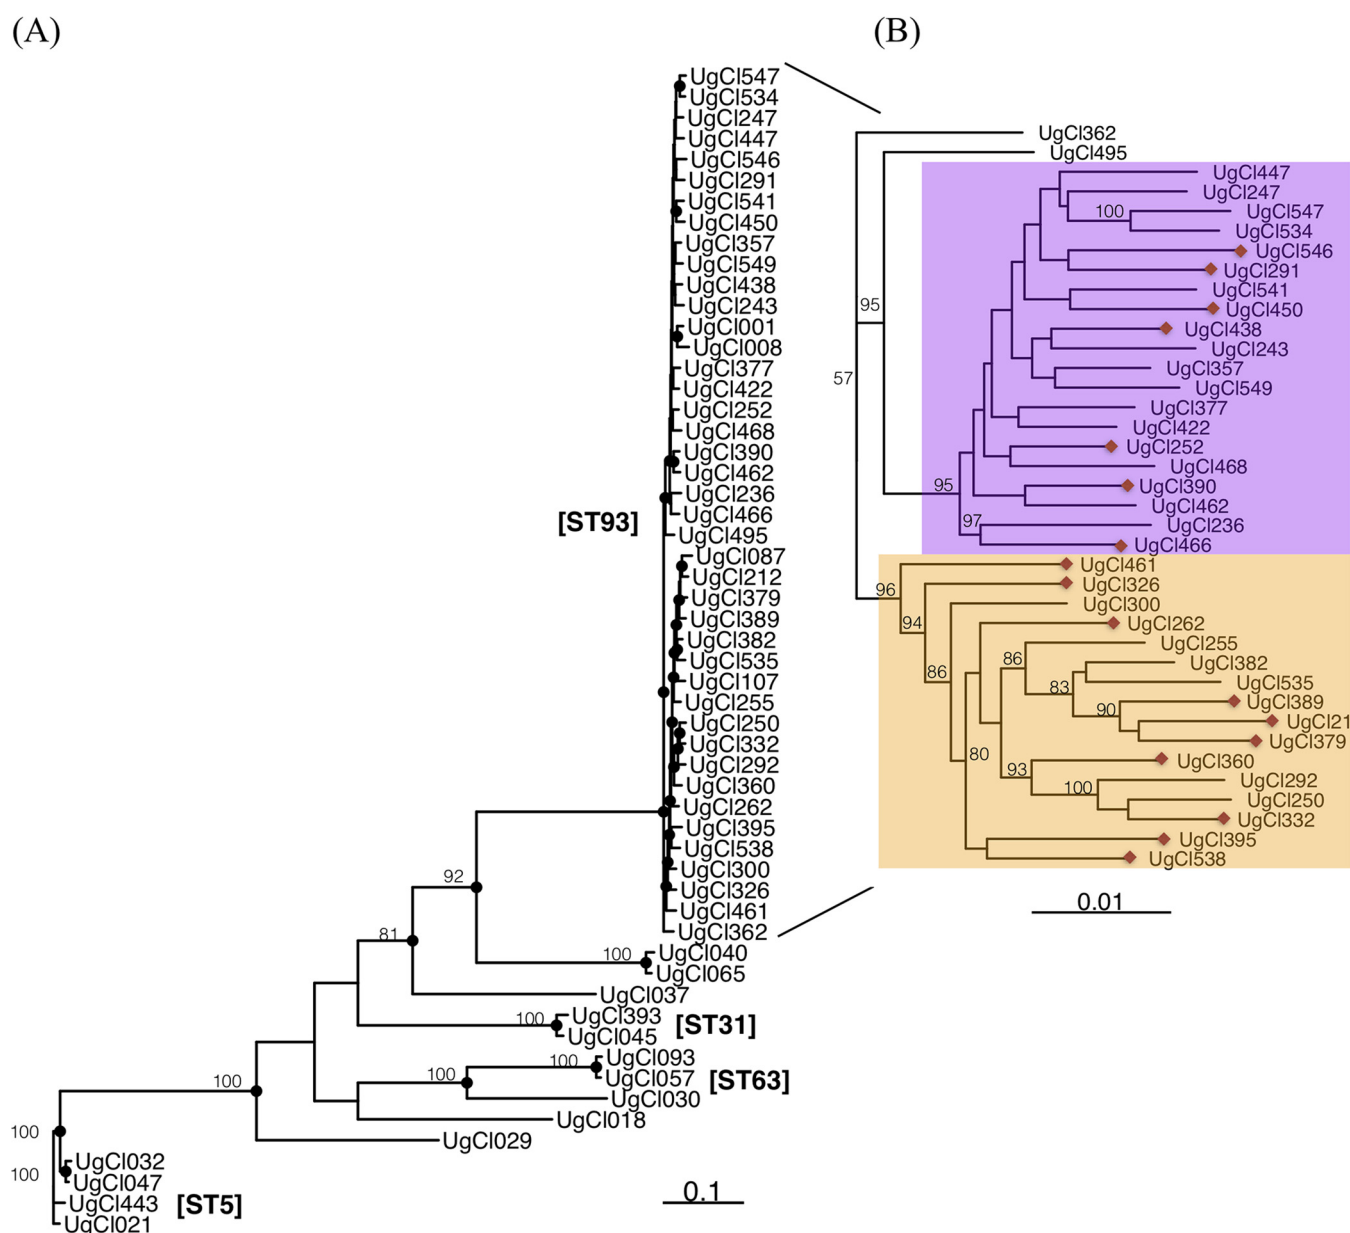 (A)
UgCl547
UgCl534
UgCl247
UgCl447
UgCl546
UgCl291
UgCl541
UgCl450
UgCl357
UgCl549
UgCl438
UgCl243
UgCl001
UgCl008
UgCl377
UgCl422
UgCl252
UgCl468
UgCl390
UgCl462
UgCl236
UgCl466
[ST93]
UgCl495
UgCl087
UgCl212
UgCl379
UgCl389
UgCl382
UgCl535
UgCl107
UgCl255
UgCl250
UgCl332
UgCl292
UgCl360
UgCl262
UgCl395
UgCl538
UgCl300
UgCl326
UgCl461
UgCl362
92
81
100
UgCl040
UgCl065
UgCl037
100
UgCl393
UgCl045
[ST31]
100
UgCl093
UgCl057
[ST63]
100
UgCl030
UgCl018
100
UgCl029
100
100
UgCl032
UgCl047
UgCl443
UgCl021
[ST5]
0.1
(B)
UgCl362
UgCl495
UgCl447
UgCl247
100
UgCl547
UgCl534
UgCl546
UgCl291
UgCl541
95
UgCl450
UgCl438
UgCl243
57
UgCl357
UgCl549
UgCl377
UgCl422
UgCl252
UgCl468
95
UgCl390
UgCl462
97
UgCl236
UgCl466
UgCl461
96
UgCl326
UgCl300
94
UgCl262
UgCl255
86
86
UgCl382
83
UgCl535
UgCl389
90
UgCl21
UgCl379
80
UgCl360
93
UgCl292
100
UgCl250
UgCl332
UgCl395
UgCl538
0.01